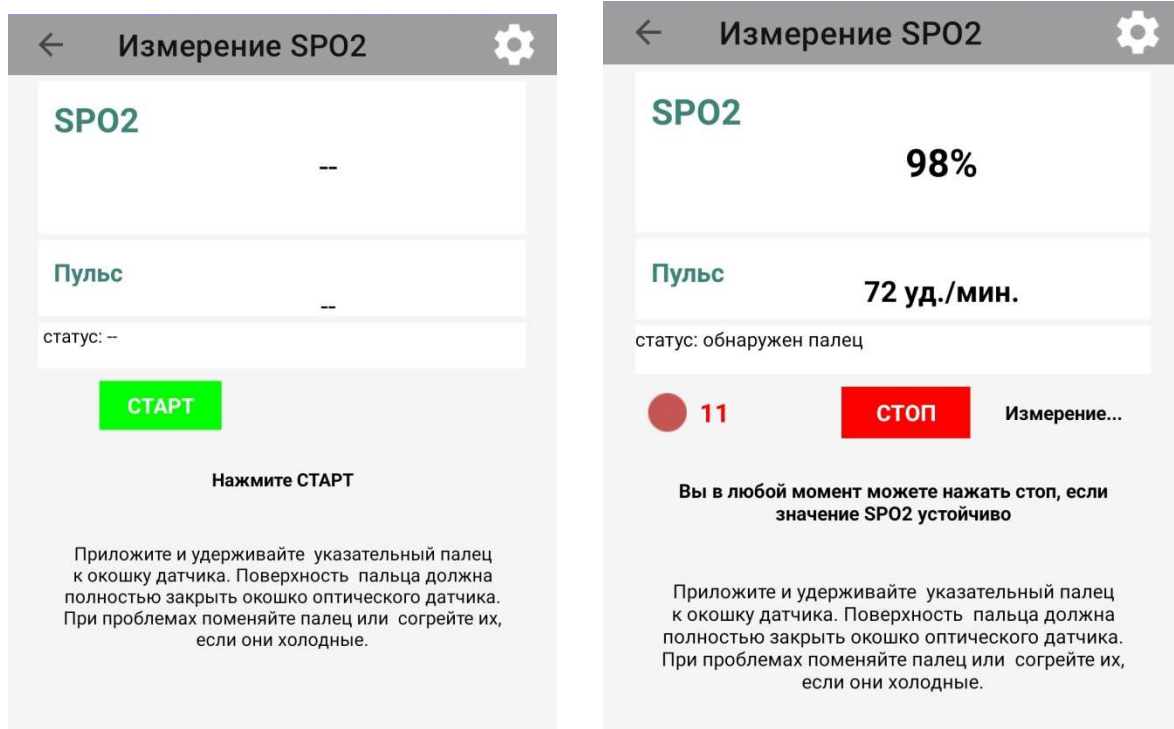 Измерение SPO2
SPO2
--
Пульс
--
статус: --
СТАРТ
Нажмите СТАРТ
Приложите и удерживайте указательный палец
к окошку датчика. Поверхность пальца должна
полностью закрыть окошко оптического датчика.
При проблемах поменяйте палец или согрейте их,
если они холодные.
Измерение SPO2
SPO2
98%
Пульс
72 уд./мин.
статус: обнаружен палец
11
СТОП
Измерение...
Вы в любой момент можете нажать стоп, если
значение SPO2 устойчиво
Приложите и удерживайте указательный палец
к окошку датчика. Поверхность пальца должна
полностью закрыть окошко оптического датчика.
При проблемах поменяйте палец или согрейте их,
если они холодные.